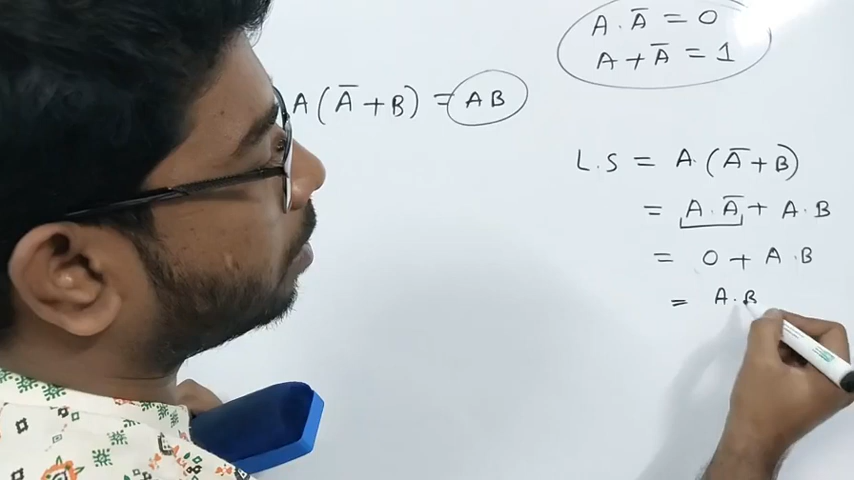 A . A̅ = 0
A + A̅ = 1
A (A̅ + B) = AB
L.S = A. (A̅ + B)
= A . A̅ + A . B
= 0 + A . B
= A . B